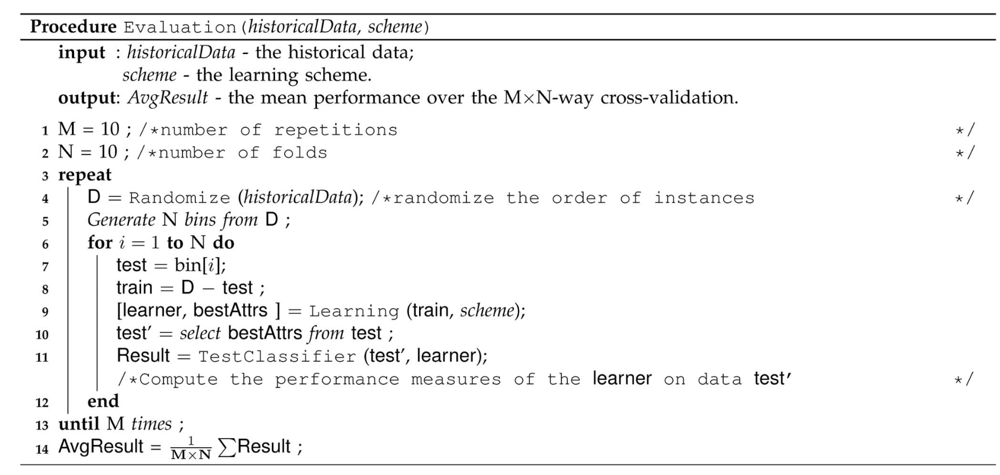 Procedure Evaluation(historicalData, scheme)
input : historicalData - the historical data;
scheme - the learning scheme.
output: AvgResult - the mean performance over the M×N-way cross-validation.
1 M = 10 ; /*number of repetitions */
2 N = 10 ; /*number of folds */
3 repeat
4 D = Randomize (historicalData); /*randomize the order of instances */
5 Generate N bins from D ;
6 for i = 1 to N do
7 test = bin[i];
8 train = D − test ;
9 [learner, bestAttrs ] = Learning (train, scheme);
10 test′ = select bestAttrs from test ;
11 Result = TestClassifier (test′, learner);
/*Compute the performance measures of the learner on data test′ */
12 end
13 until M times ;
14 AvgResult = 1/M×N ∑Result ;